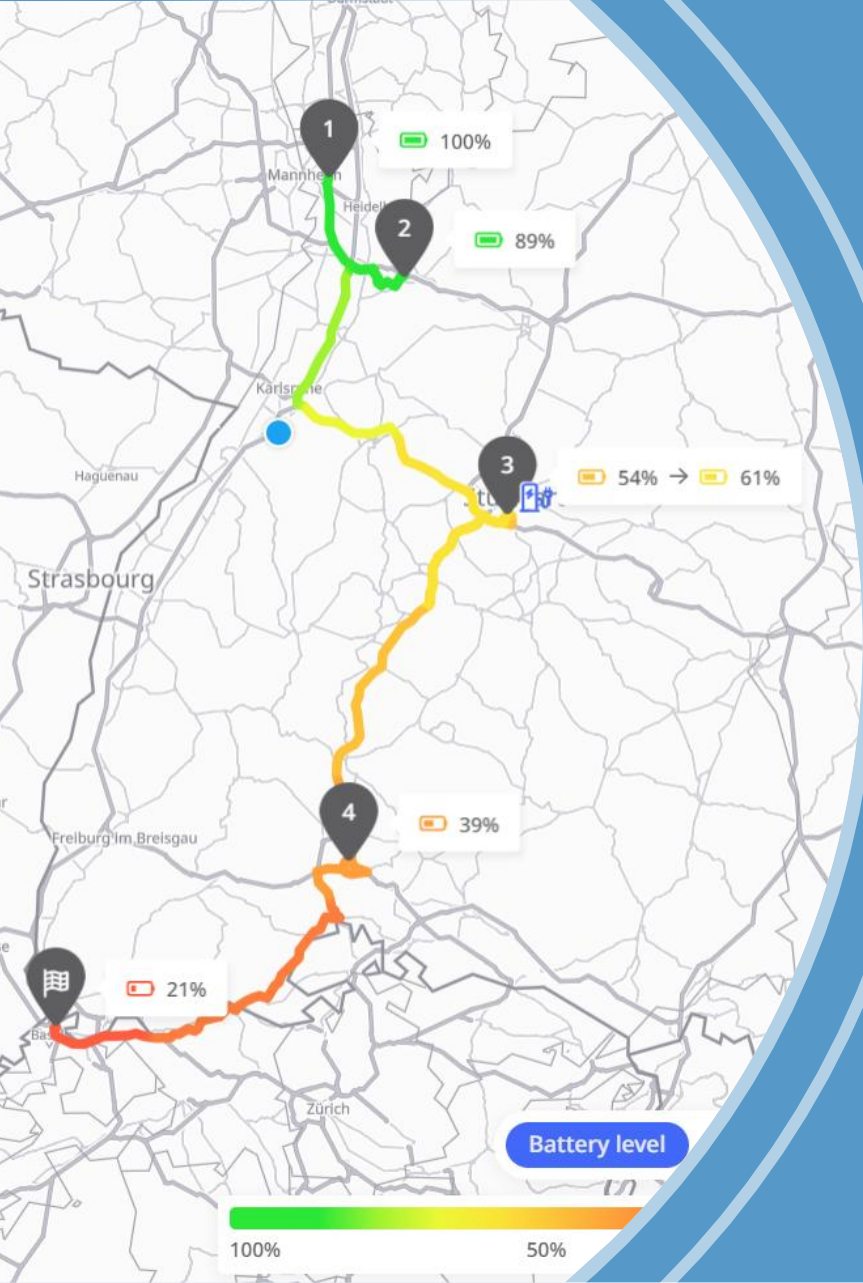 1
100%
Mannheim
2
89%
Karlsruhe
Haguenau
3
54% → 61%
Strasbourg
4
39%
Freiburg im Breisgau
21%
Zürich
Battery level
100%
50%